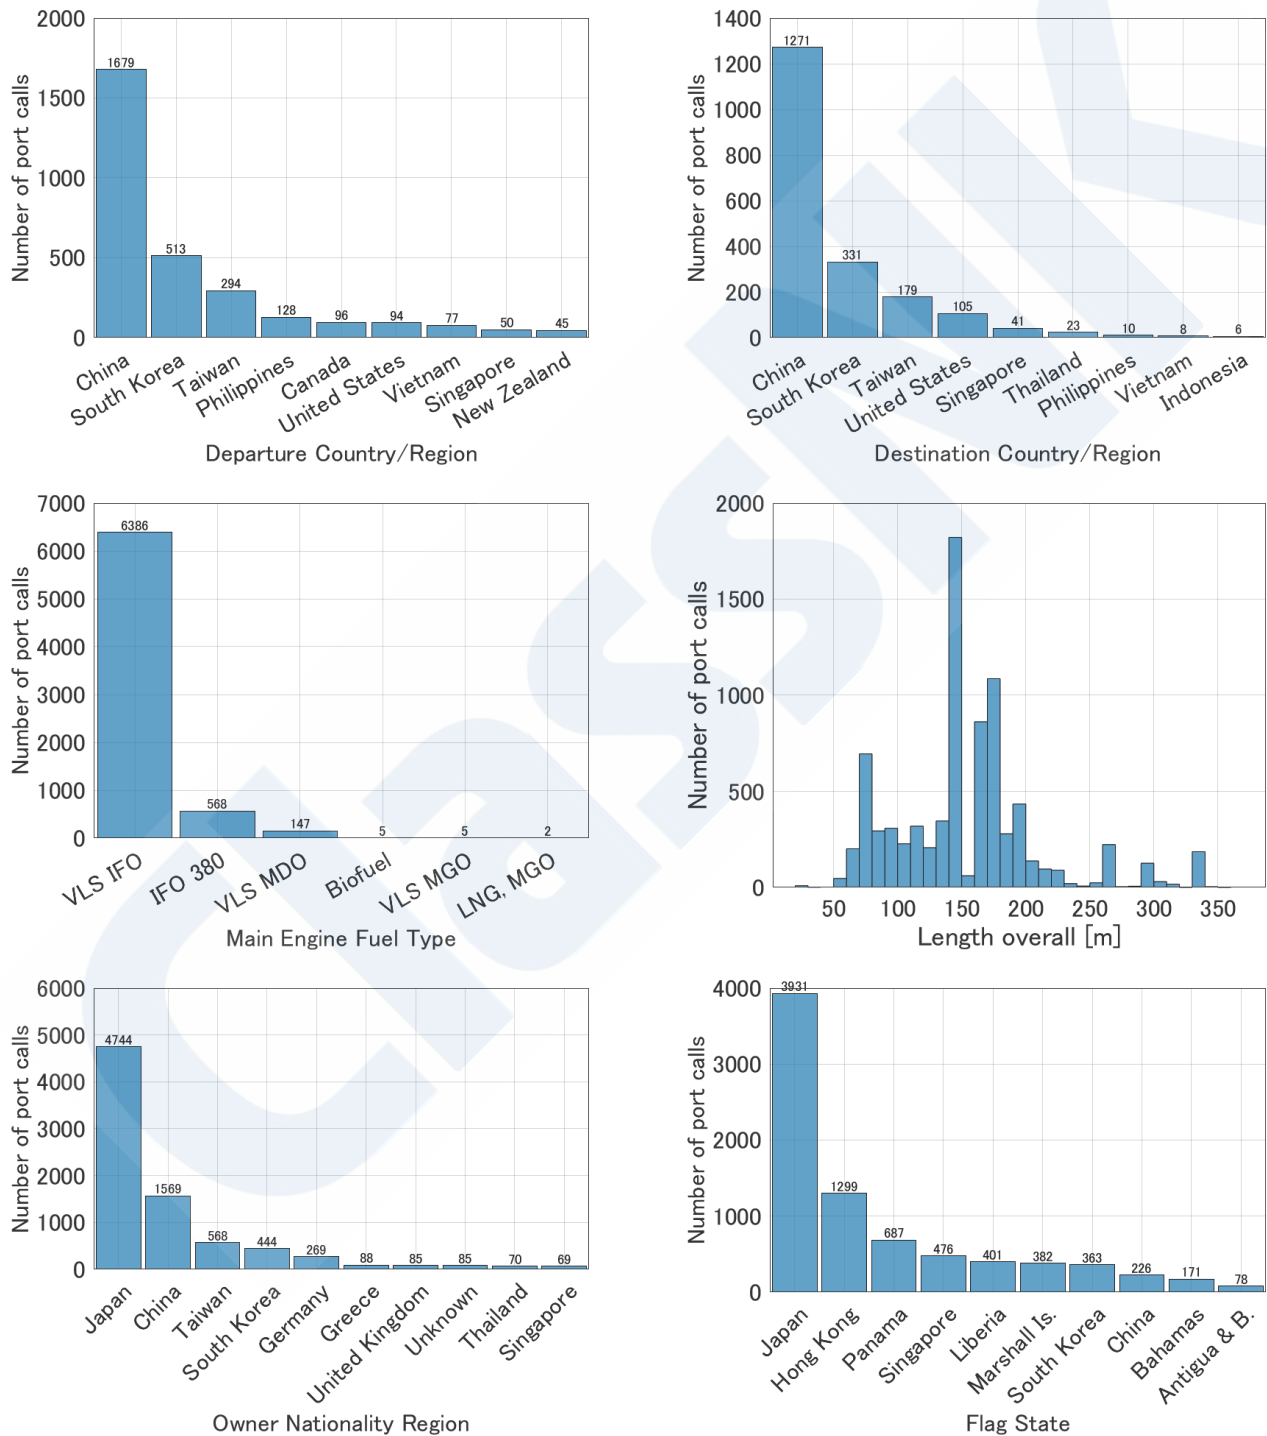 2000
1500
1000
500
0
Number of port calls
1679
513
294
128
96
94
77
50
45
China
South Korea
Taiwan
Philippines
Canada
United States
Vietnam
Singapore
New Zealand
Departure Country/Region
1400
1200
1000
800
600
400
200
0
Number of port calls
1271
331
179
105
41
23
10
8
6
China
South Korea
Taiwan
United States
Singapore
Thailand
Philippines
Vietnam
Indonesia
Destination Country/Region
7000
6000
5000
4000
3000
2000
1000
0
Number of port calls
6386
568
147
5
5
2
VLS IFO
IFO 380
VLS MDO
Biofuel
VLS MGO
LNG, MGO
Main Engine Fuel Type
2000
1500
1000
500
0
Number of port calls
50
100
150
200
250
300
350
Length overall [m]
6000
5000
4000
3000
2000
1000
0
Number of port calls
4744
1569
568
444
269
88
85
85
70
69
Japan
China
Taiwan
South Korea
Germany
Greece
United Kingdom
Unknown
Thailand
Singapore
Owner Nationality Region
4000
3000
2000
1000
0
Number of port calls
3931
1299
687
476
401
382
363
226
171
78
Japan
Hong Kong
Panama
Singapore
Liberia
Marshall Is.
South Korea
China
Bahamas
Antigua & B.
Flag State
ClassNK